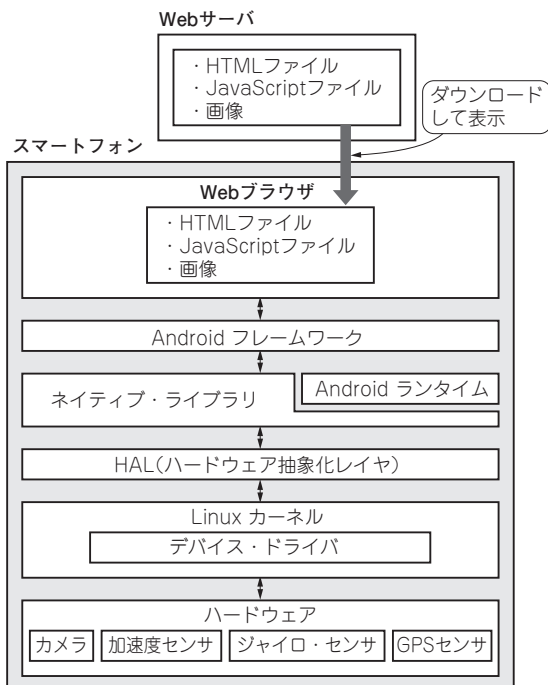 Webサーバ
・HTMLファイル
・JavaScriptファイル
・画像
ダウンロード
して表示
スマートフォン
Webブラウザ
・HTMLファイル
・JavaScriptファイル
・画像
Android フレームワーク
ネイティブ・ライブラリ
Android ランタイム
HAL(ハードウェア抽象化レイヤ)
Linux カーネル
デバイス・ドライバ
ハードウェア
カメラ
加速度センサ
ジャイロ・センサ
GPSセンサ